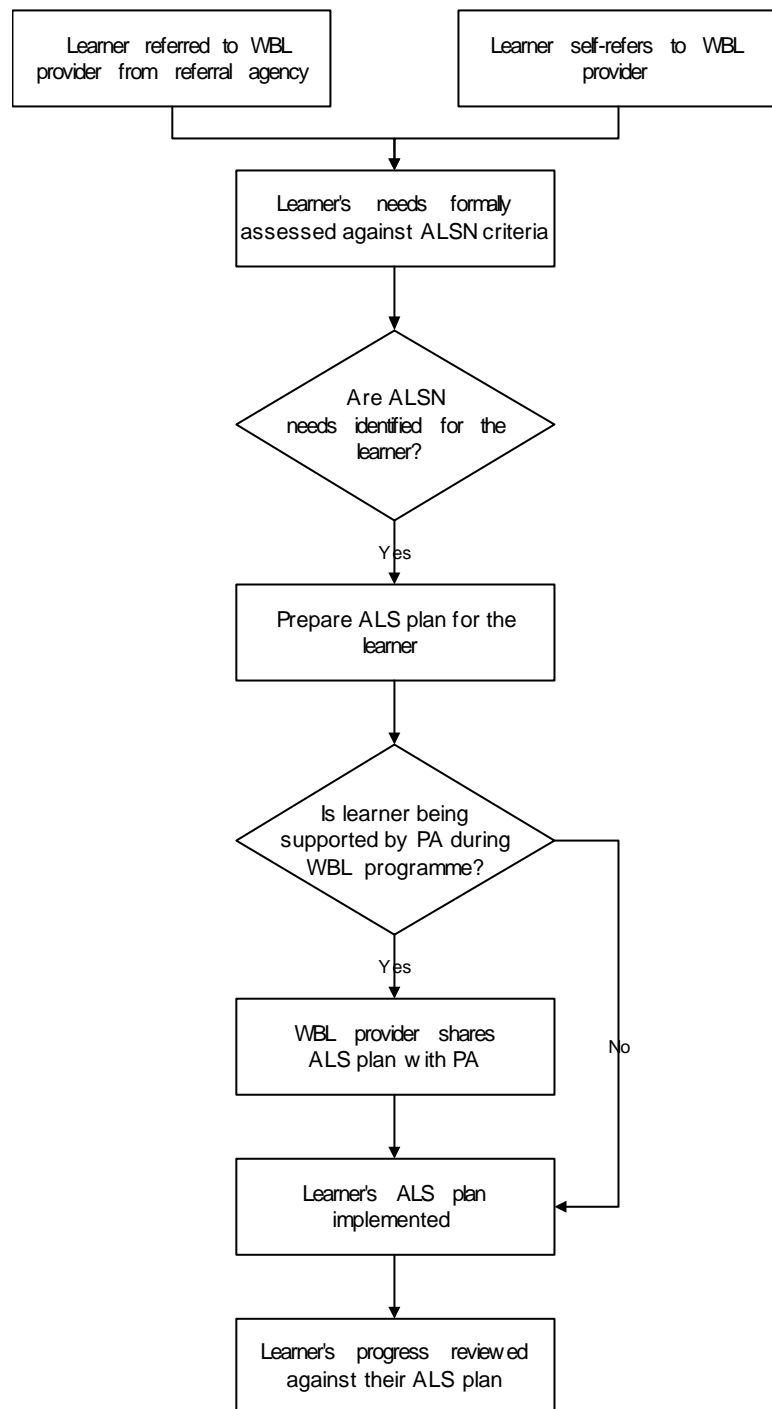 Learner referred to WBL
provider from referral agency
Learner self-refers to WBL
provider
Learner's needs formally
assessed against ALSN criteria
Are ALSN
needs identified for the
learner?
Yes
Prepare ALS plan for the
learner
Is learner being
supported by PA during
WBL programme?
Yes
WBL provider shares
ALS plan with PA
No
Learner's ALS plan
implemented
Learner's progress reviewed
against their ALS plan